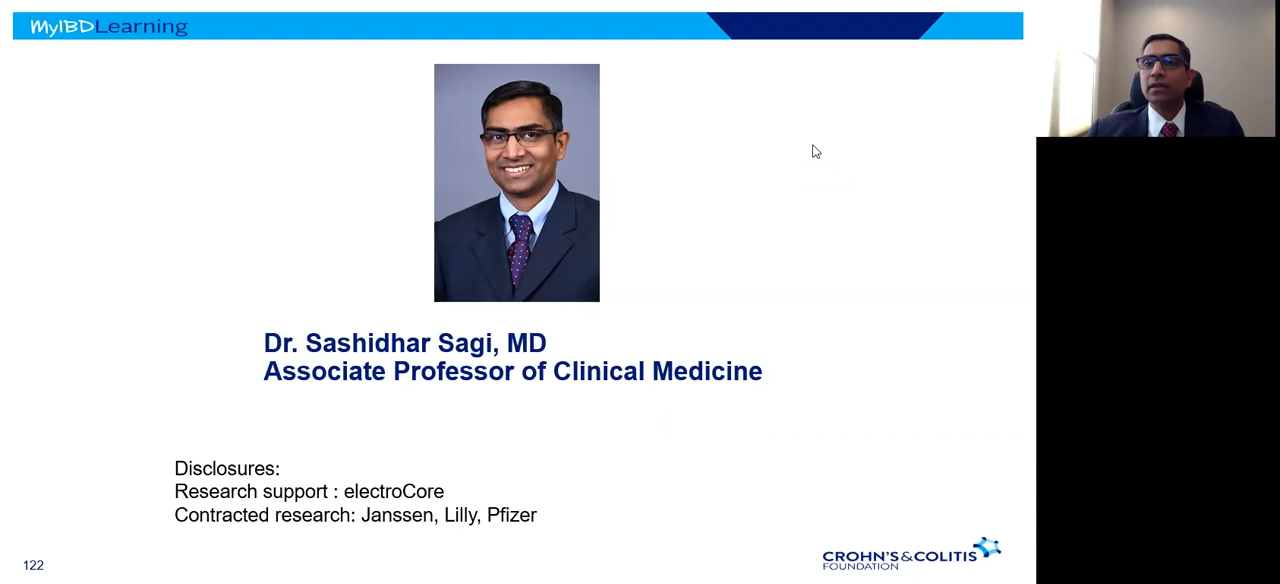 MyIBDLearning
Dr. Sashidhar Sagi, MD
Associate Professor of Clinical Medicine
Disclosures:
Research support : electroCore
Contracted research: Janssen, Lilly, Pfizer
122
CROHN'S & COLITIS
FOUNDATION